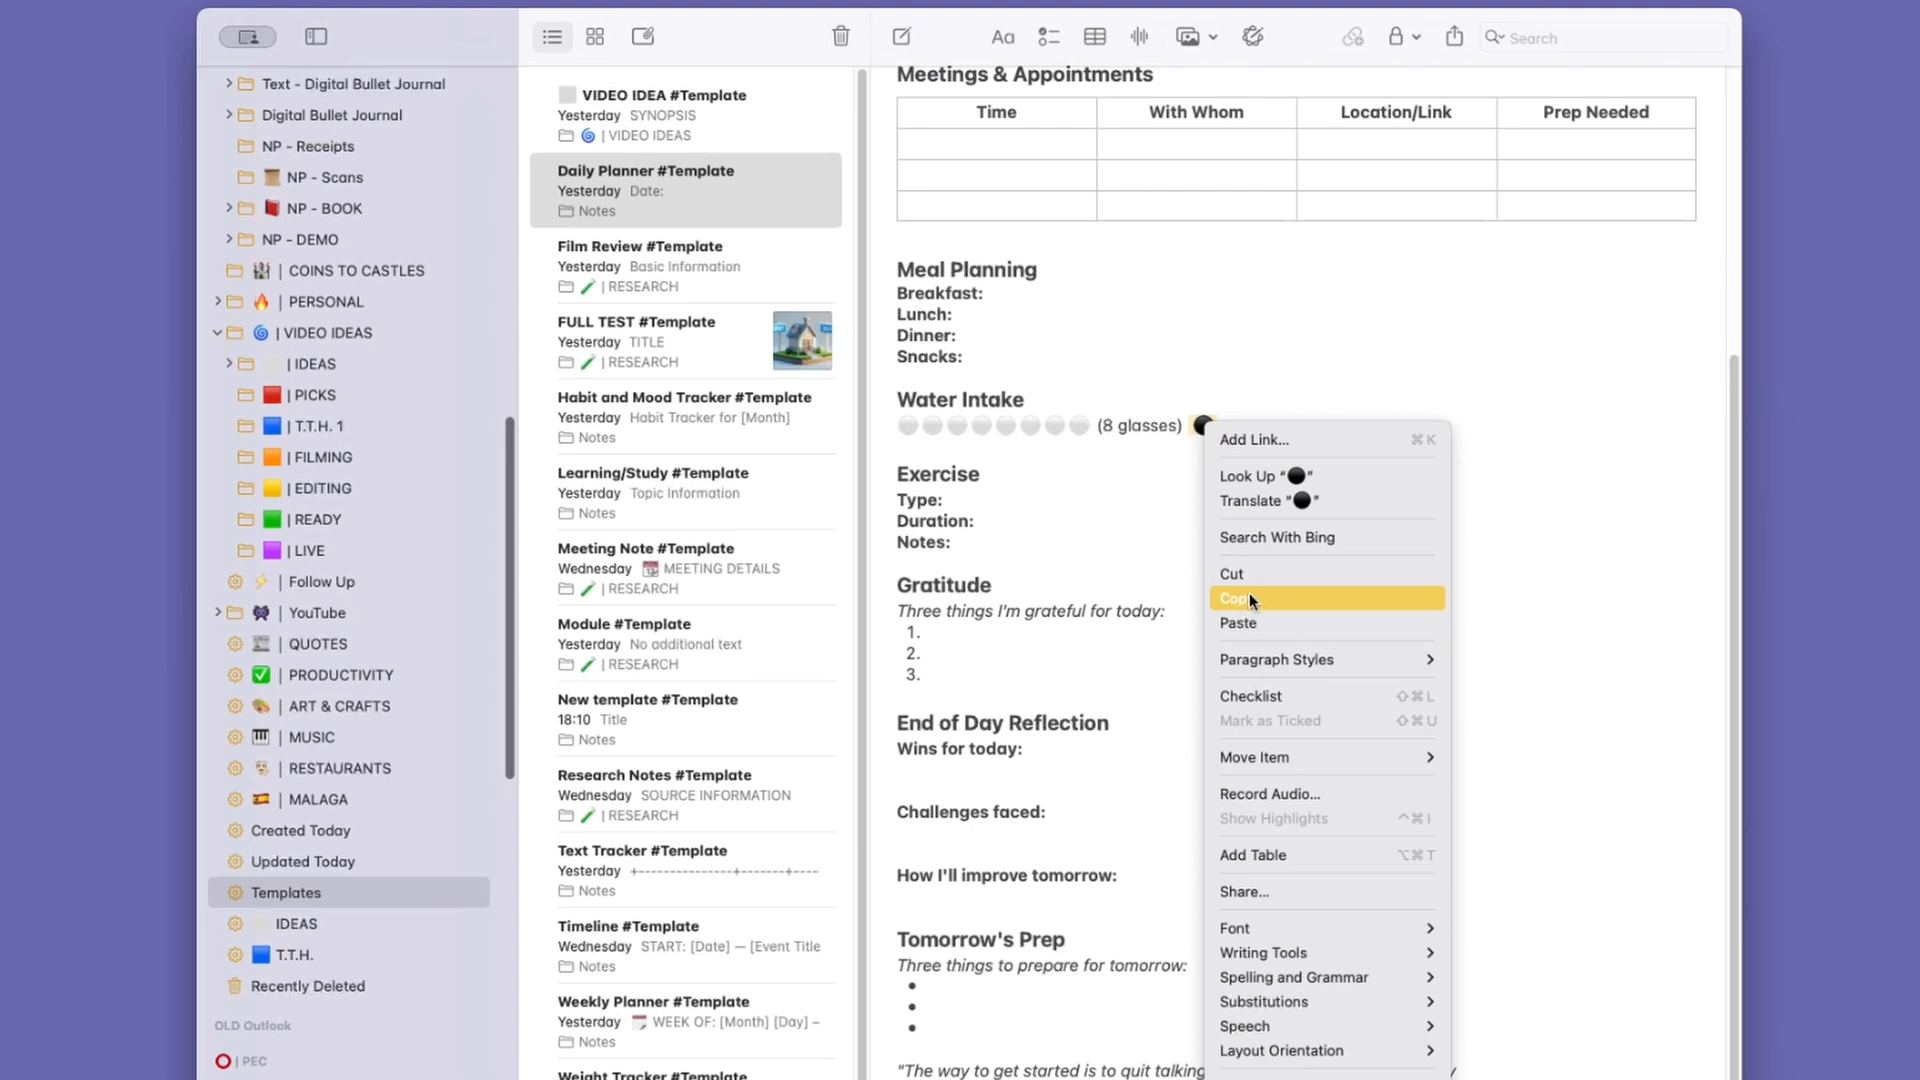 Search
Text - Digital Bullet Journal
Digital Bullet Journal
NP - Receipts
NP - Scans
NP - BOOK
NP - DEMO
| COINS TO CASTLES
| PERSONAL
| VIDEO IDEAS
| IDEAS
| PICKS
| T.T.H. 1
| FILMING
| EDITING
| READY
| LIVE
| Follow Up
| YouTube
| QUOTES
| PRODUCTIVITY
| ART & CRAFTS
| MUSIC
| RESTAURANTS
| MALAGA
Created Today
Updated Today
Templates
IDEAS
T.T.H.
Recently Deleted
OLD Outlook
| PEC
VIDEO IDEA #Template
Yesterday SYNOPSIS
| VIDEO IDEAS
Daily Planner #Template
Yesterday Date:
Notes
Film Review #Template
Yesterday Basic Information
| RESEARCH
FULL TEST #Template
Yesterday TITLE
| RESEARCH
Habit and Mood Tracker #Template
Yesterday Habit Tracker for [Month]
Notes
Learning/Study #Template
Yesterday Topic Information
Notes
Meeting Note #Template
Wednesday 📆 MEETING DETAILS
| RESEARCH
Module #Template
Yesterday No additional text
| RESEARCH
New template #Template
18:10 Title
Notes
Research Notes #Template
Wednesday SOURCE INFORMATION
| RESEARCH
Text Tracker #Template
Yesterday +---------------+-------+----
Notes
Timeline #Template
Wednesday START: [Date] — [Event Title
Notes
Weekly Planner #Template
Yesterday 🗓 WEEK OF: [Month] [Day] –
Notes
Weight Tracker #Template
Meetings & Appointments
Time With Whom Location/Link Prep Needed
Meal Planning
Breakfast:
Lunch:
Dinner:
Snacks:
Water Intake
⚪⚪⚪⚪⚪⚪⚪⚪ (8 glasses) ⚫
Exercise
Type:
Duration:
Notes:
Gratitude
Three things I'm grateful for today:
1.
2.
3.
End of Day Reflection
Wins for today:
Challenges faced:
How I'll improve tomorrow:
Tomorrow's Prep
Three things to prepare for tomorrow:
"The way to get started is to quit talking
Add Link... ⌘ K
Look Up “⚫”
Translate “⚫”
Search With Bing
Cut
Copy
Paste
Paragraph Styles
Checklist ⇧⌘ L
Mark as Ticked ⇧⌘ U
Move Item
Record Audio...
Show Highlights ^⌘ I
Add Table ⌥⌘ T
Share...
Font
Writing Tools
Spelling and Grammar
Substitutions
Speech
Layout Orientation